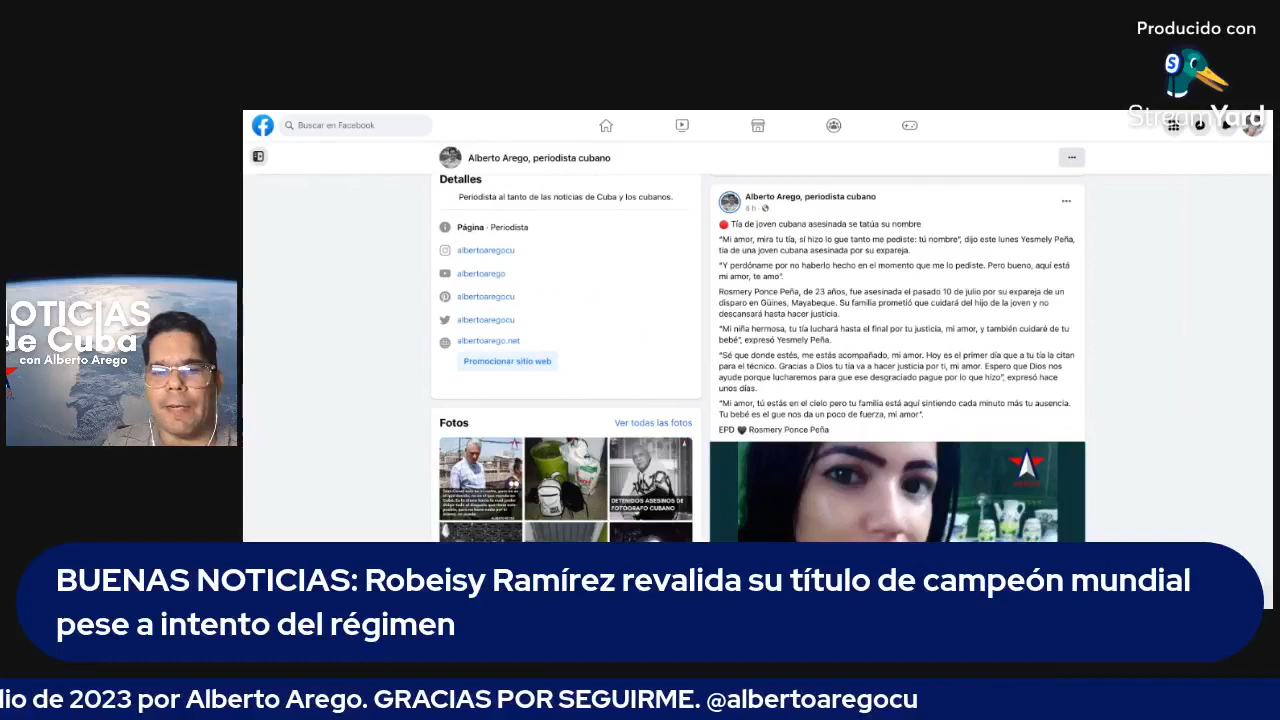 Producido con
StreamYard
Buscar en Facebook
Alberto Arego, periodista cubano
Detalles
Periodista al tanto de las noticias de Cuba y los cubanos.
Página · Periodista
albertoaregocu
albertoarego
albertoaregocu
albertoaregocu
albertoarego.net
Promocionar sitio web
Fotos
Ver todas las fotos
DETENIDOS ASESINOS DE
FOTÓGRAFO CUBANO
Alberto Arego, periodista cubano
8 h ·
Tía de joven cubana asesinada se tatúa su nombre
“Mi amor, mira tu tía, sí hizo lo que tanto me pediste: tú nombre”, dijo este lunes Yesmely Peña,
tía de una joven cubana asesinada por su expareja.
“Y perdóname por no haberlo hecho en el momento que me lo pediste. Pero bueno, aquí está
mi amor, te amo”.
Rosmery Ponce Peña, de 23 años, fue asesinada el pasado 10 de julio por su expareja de un
disparo en Güines, Mayabeque. Su familia prometió que cuidará del hijo de la joven y no
descansará hasta hacer justicia.
“Mi niña hermosa, tu tía luchará hasta el final por tu justicia, mi amor, y también cuidaré de tu
bebé”, expresó Yesmely Peña.
“Sé que donde estés, me estás acompañado, mi amor. Hoy es el primer día que a tu tía la citan
para el técnico. Gracias a Dios tu tía va a hacer justicia por ti, mi amor. Espero que Dios nos
ayude porque lucharemos para que ese desgraciado pague por lo que hizo”, expresó hace
unos días.
“Mi amor, tú estás en el cielo pero tu familia está aquí sintiendo cada minuto más tu ausencia.
Tu bebé es el que nos da un poco de fuerza, mi amor”.
EPD 🖤 Rosmery Ponce Peña
OTICIAS
de Cuba
con Alberto Arego
BUENAS NOTICIAS: Robeisy Ramírez revalida su título de campeón mundial
pese a intento del régimen
lio de 2023 por Alberto Arego. GRACIAS POR SEGUIRME. @albertoaregocu